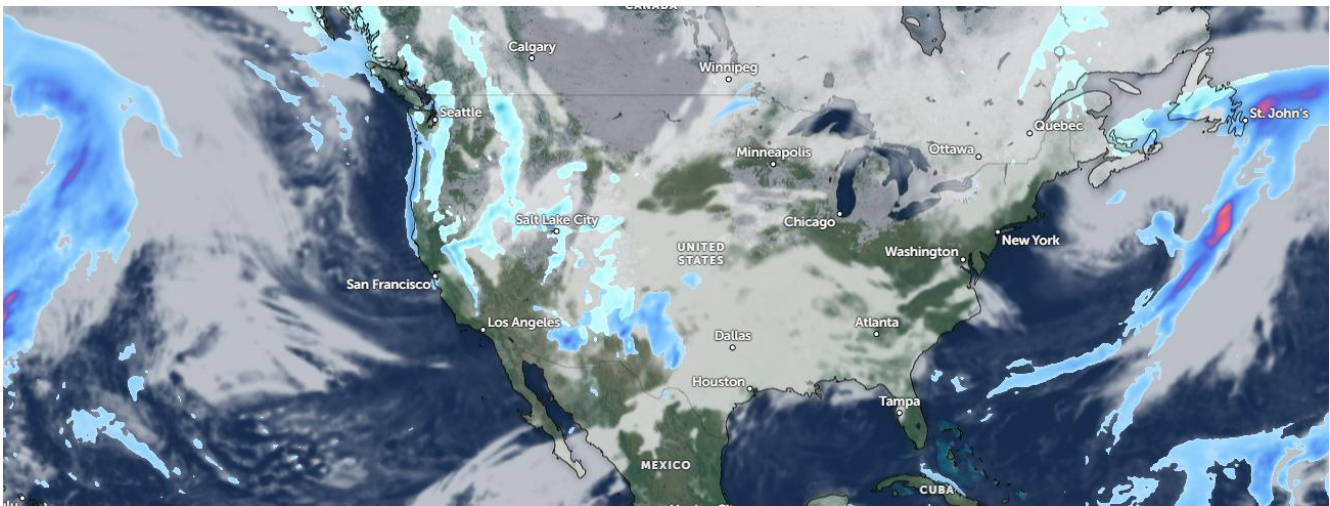 CANADA
Calgary
Winnipeg
Seattle
St. John's
Quebec
Ottawa
Minneapolis
Salt Lake City
Chicago
New York
UNITED
STATES
Washington
San Francisco
Los Angeles
Atlanta
Dallas
Houston
Tampa
MEXICO
CUBA